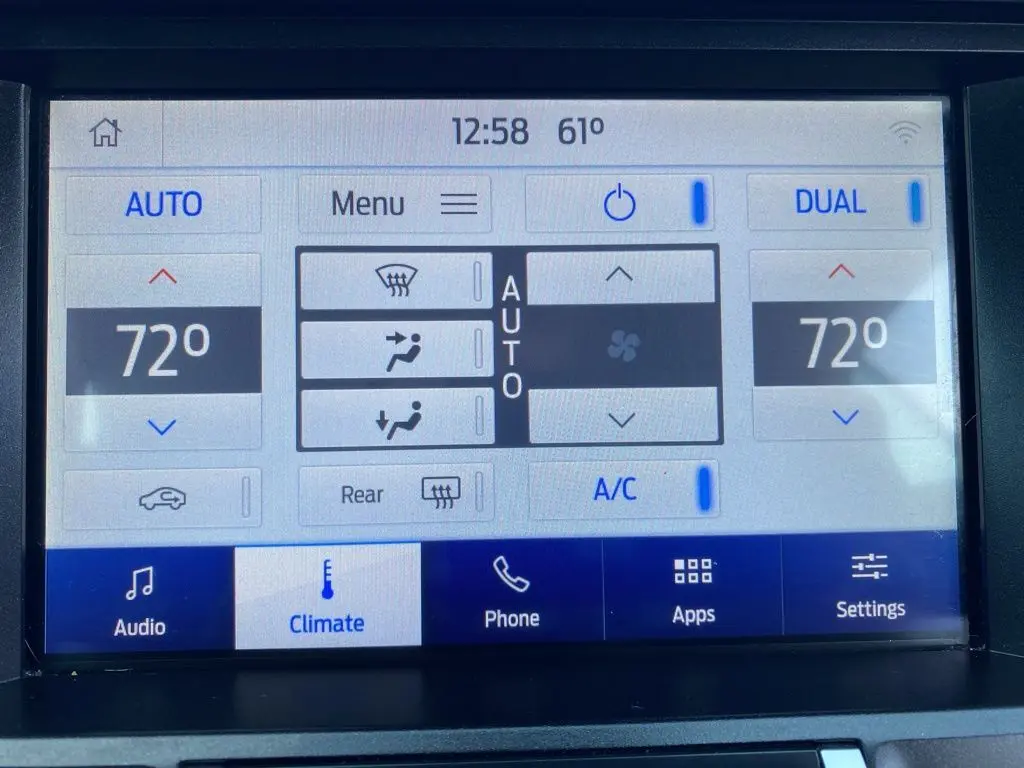 12:58 61º
AUTO
Menu
DUAL
72º
AUTO
72º
Rear
A/C
Audio
Climate
Phone
Apps
Settings